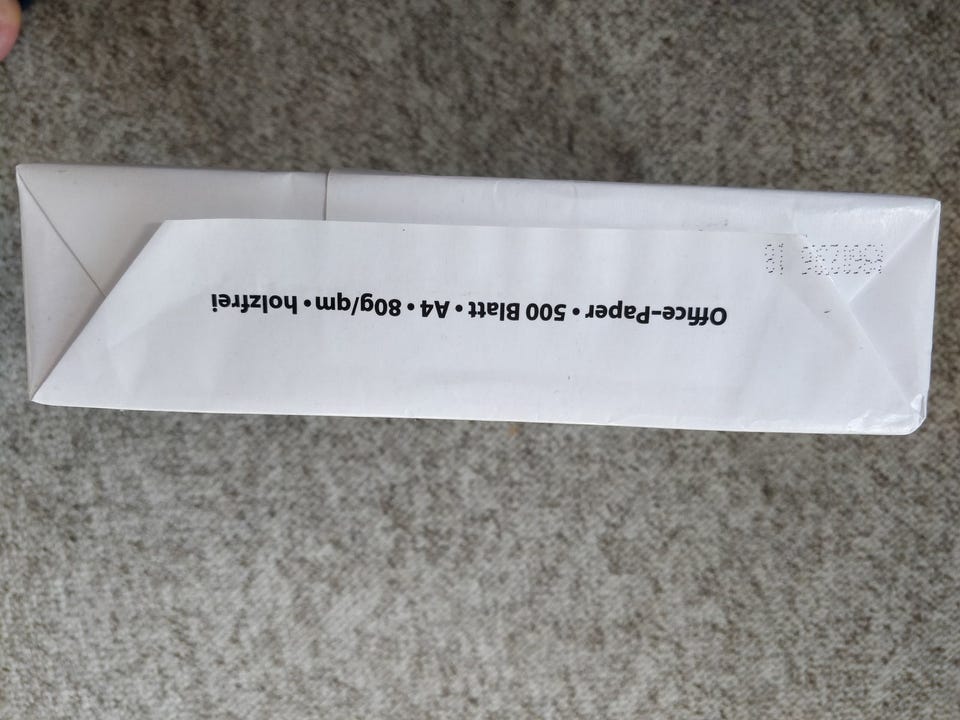 Office-Paper • 500 Blatt • A4 • 80g/qm • holzfrei